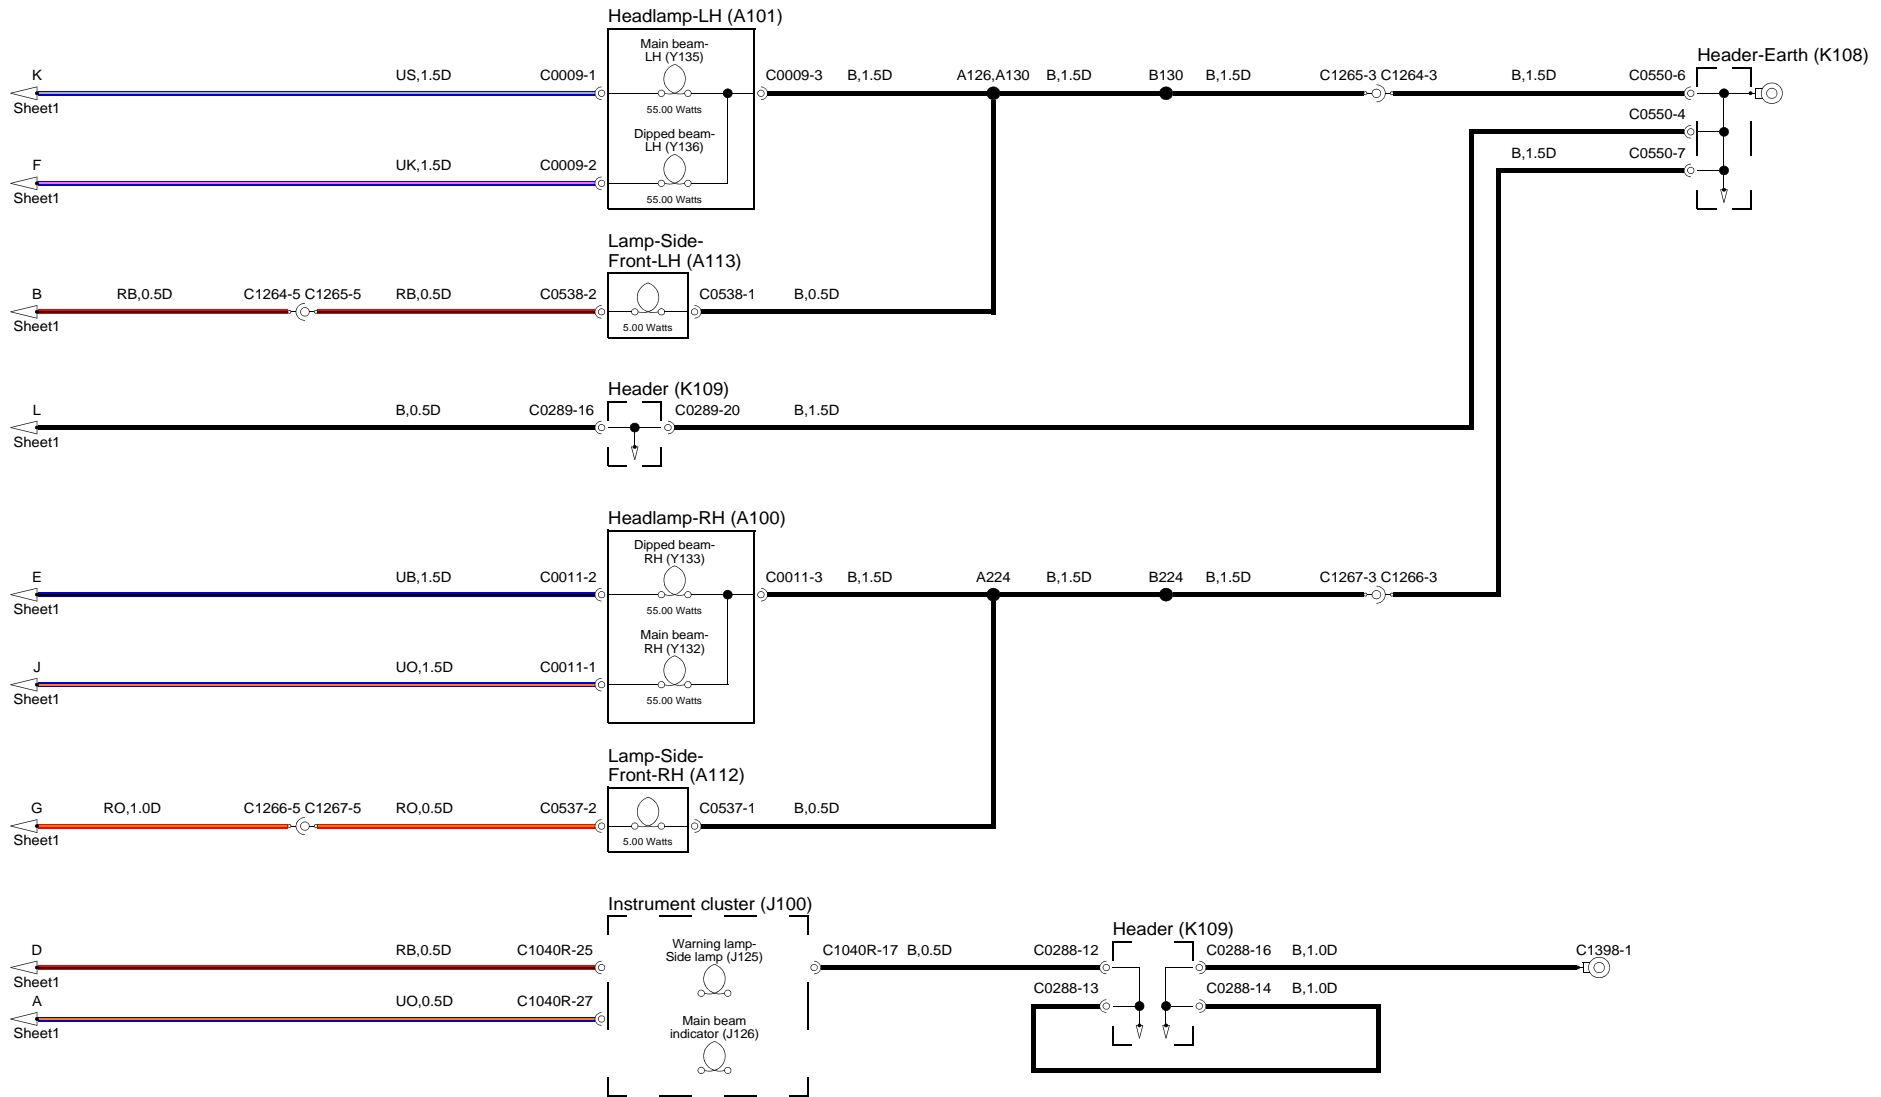 Headlamp-LH (A101)
Header-Earth (K108)
Main beam-
LH (Y135)
K US,1.5D C0009-1 C0009-3 B,1.5D A126,A130 B,1.5D B130 B,1.5D C1265-3 C1264-3 B,1.5D C0550-6
Sheet1
55.00 Watts
C0550-4
Dipped beam-
LH (Y136)
F UK,1.5D C0009-2 B,1.5D C0550-7
Sheet1
55.00 Watts
Lamp-Side-
Front-LH (A113)
B RB,0.5D C1264-5 C1265-5 RB,0.5D C0538-2 C0538-1 B,0.5D
Sheet1
5.00 Watts
Header (K109)
L B,0.5D C0289-16 C0289-20 B,1.5D
Sheet1
Headlamp-RH (A100)
Dipped beam-
RH (Y133)
E UB,1.5D C0011-2 C0011-3 B,1.5D A224 B,1.5D B224 B,1.5D C1267-3 C1266-3
Sheet1
55.00 Watts
Main beam-
RH (Y132)
J UO,1.5D C0011-1
Sheet1
55.00 Watts
Lamp-Side-
Front-RH (A112)
G RO,1.0D C1266-5 C1267-5 RO,0.5D C0537-2 C0537-1 B,0.5D
Sheet1
5.00 Watts
Instrument cluster (J100)
Header (K109)
Warning lamp-
Side lamp (J125)
D RB,0.5D C1040R-25 C1040R-17 B,0.5D C0288-12 C0288-16 B,1.0D C1398-1
Sheet1
C0288-13 C0288-14 B,1.0D
A UO,0.5D C1040R-27
Sheet1
Main beam
indicator (J126)